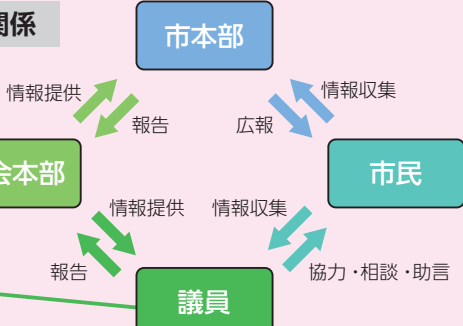 関係
市本部
情報提供
報告
広報
情報収集
会本部
市民
情報提供
情報収集
報告
協力・相談・助言
議員